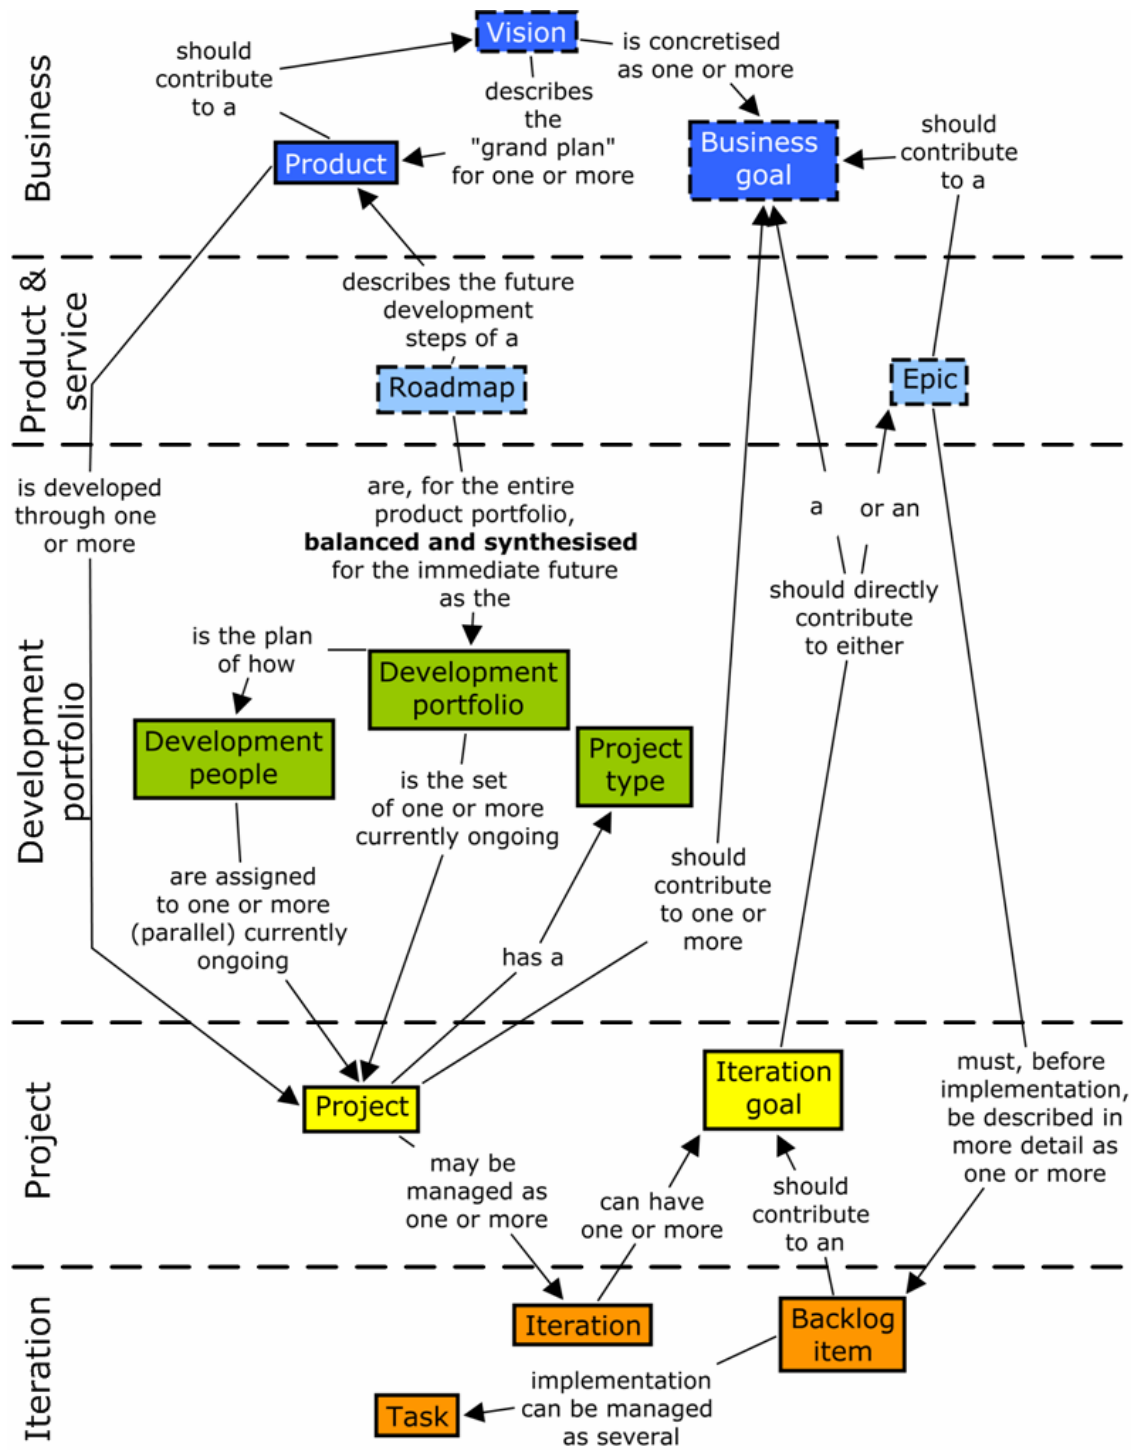 Business
Vision
should
contribute
to a
is concretised
as one or more
describes
the
"grand plan"
for one or more
Product
Business
goal
should
contribute
to a
Product &
service
describes the future
development
steps of a
Roadmap
Epic
Development
portfolio
is developed
through one
or more
are, for the entire
product portfolio,
balanced and synthesised
for the immediate future
as the
a
or an
should directly
contribute
to either
is the plan
of how
Development
portfolio
Development
people
Project
type
is the set
of one or more
currently ongoing
are assigned
to one or more
(parallel) currently
ongoing
has a
should
contribute
to one or
more
Project
Project
Iteration
goal
must, before
implementation,
be described in
more detail as
one or more
may be
managed as
one or more
can have
one or more
should
contribute
to an
Iteration
Iteration
Backlog
item
Task
implementation
can be managed
as several